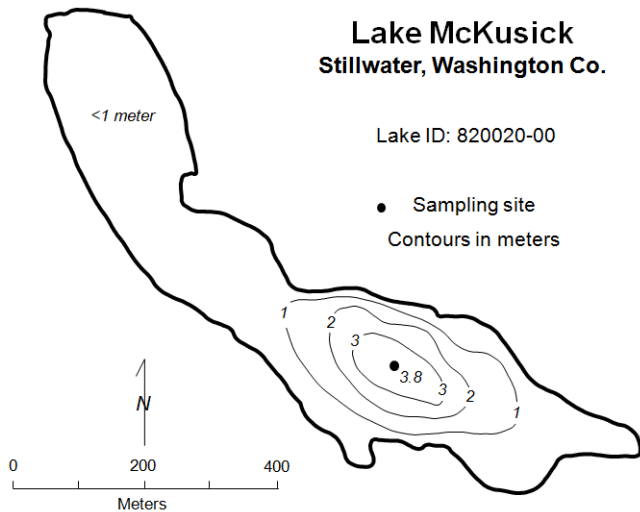 Lake McKusick
Stillwater, Washington Co.
<1 meter
Lake ID: 820020-00
Sampling site
Contours in meters
1
2
3
3.8
3
2
1
N
0 200 400
Meters